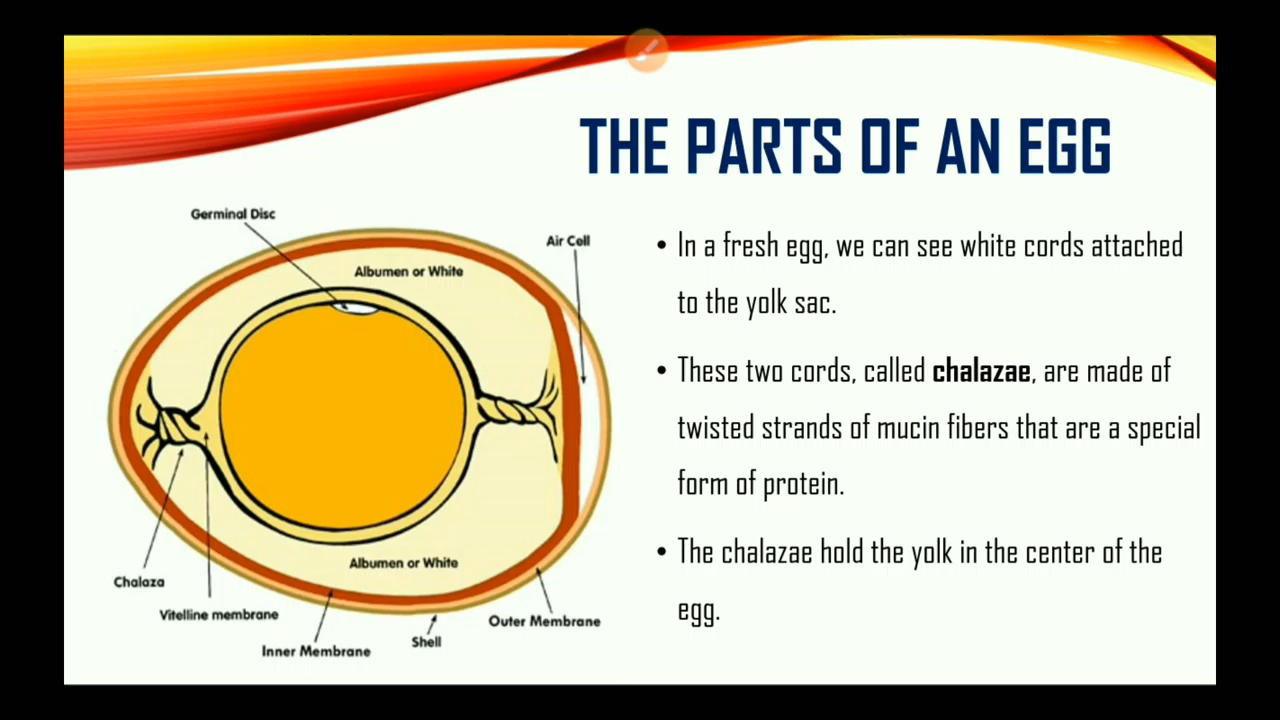 THE PARTS OF AN EGG
Germinal Disc
Air Cell
Albumen or White
Albumen or White
Chalaza
Vitelline membrane
Inner Membrane
Shell
Outer Membrane
• In a fresh egg, we can see white cords attached
to the yolk sac.
• These two cords, called chalazae, are made of
twisted strands of mucin fibers that are a special
form of protein.
• The chalazae hold the yolk in the center of the
egg.